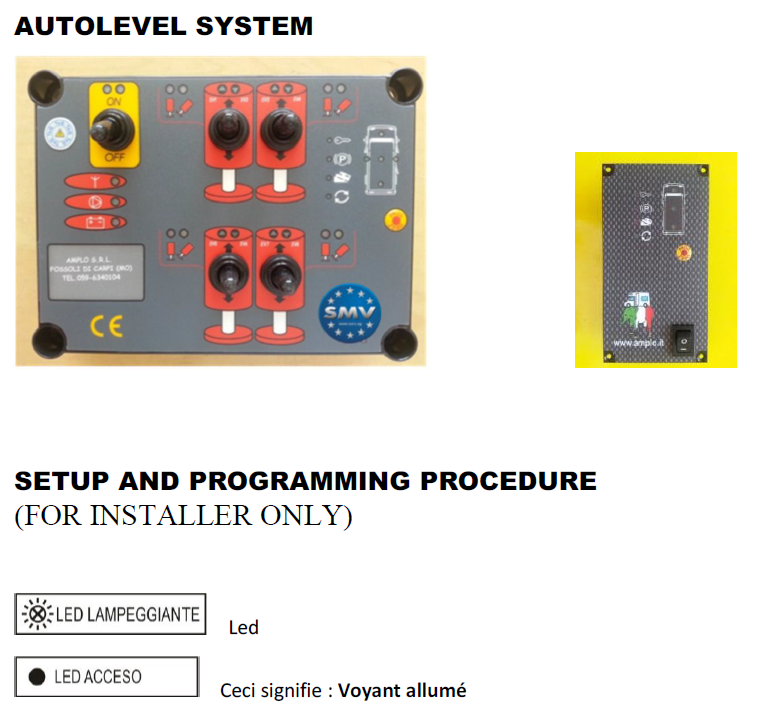 AUTOLEVEL SYSTEM
ON
OFF
AMPLO S.R.L.
FOSSOLI DI CARPI (MO)
TEL.059-6340104
CE
SMV
www.ample.it
SETUP AND PROGRAMMING PROCEDURE
(FOR INSTALLER ONLY)
LED LAMPEGGIANTE
Led
LED ACCESO
Ceci signifie : Voyant allumé